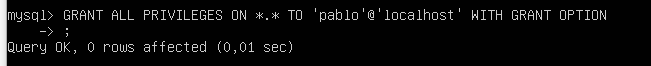 mysql> GRANT ALL PRIVILEGES ON *.* TO 'pablo'@'localhost' WITH GRANT OPTION
    -> ;
Query OK, 0 rows affected (0,01 sec)